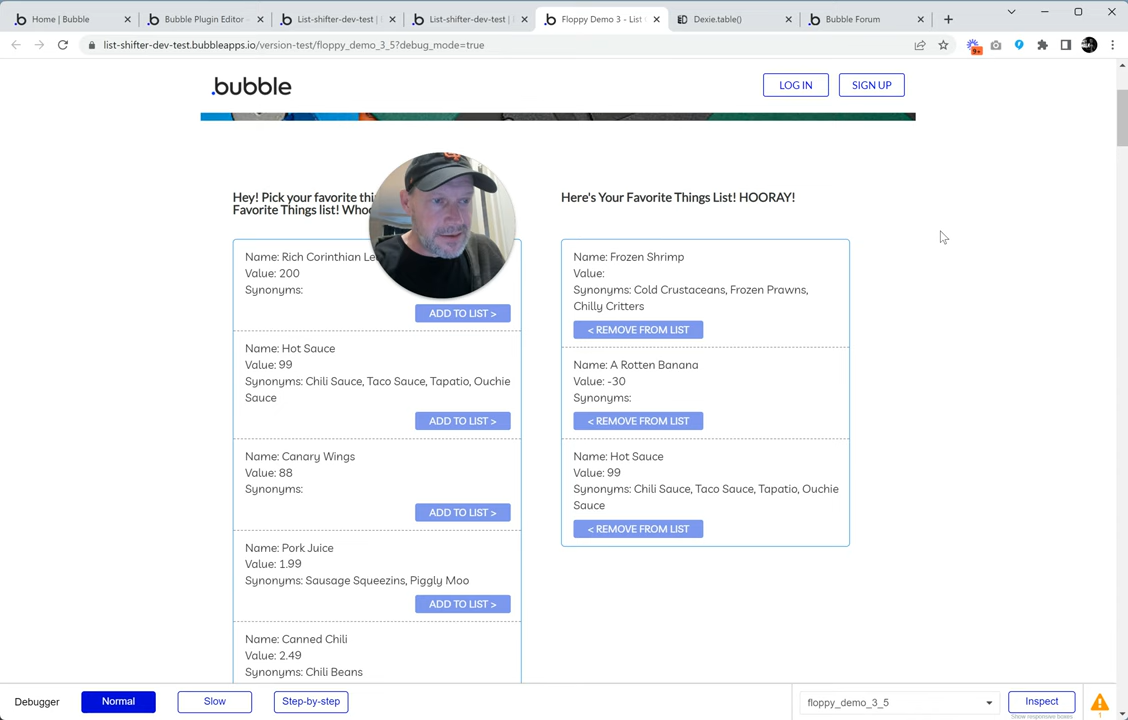 Home | Bubble
Bubble Plugin Editor -
List-shifter-dev-test |
List-shifter-dev-test |
Floppy Demo 3 - List
Dexie.table()
Bubble Forum
list-shifter-dev-test.bubbleapps.io/version-test/floppy_demo_3_5?debug_mode=true
9+
.bubble
LOG IN
SIGN UP
Hey! Pick your favorite
Favorite Things list!
Here's Your Favorite Things List! HOORAY!
Name: Rich Corinthian
Value: 200
Synonyms:
ADD TO LIST >
Name: Hot Sauce
Value: 99
Synonyms: Chili Sauce, Taco Sauce, Tapatio, Ouchie
Sauce
ADD TO LIST >
Name: Canary Wings
Value: 88
Synonyms:
ADD TO LIST >
Name: Pork Juice
Value: 1.99
Synonyms: Sausage Squeezins, Piggly Moo
ADD TO LIST >
Name: Canned Chili
Value: 2.49
Synonyms: Chili Beans
Name: Frozen Shrimp
Value:
Synonyms: Cold Crustaceans, Frozen Prawns,
Chilly Critters
< REMOVE FROM LIST
Name: A Rotten Banana
Value: -30
Synonyms:
< REMOVE FROM LIST
Name: Hot Sauce
Value: 99
Synonyms: Chili Sauce, Taco Sauce, Tapatio, Ouchie
Sauce
< REMOVE FROM LIST
Debugger
Normal
Slow
Step-by-step
floppy_demo_3_5
Inspect
Show responsive boxes
1